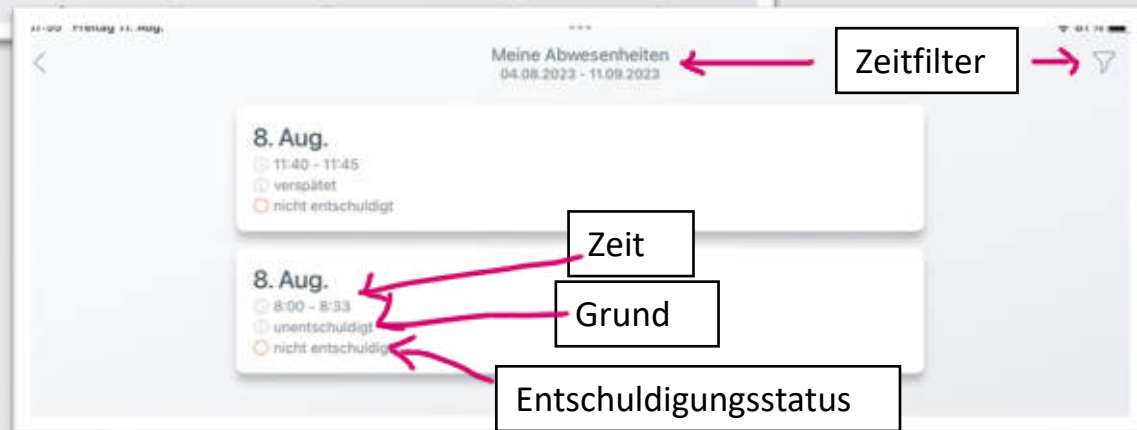 Freitag 11. Aug.
Meine Abwesenheiten
04.08.2023 - 11.09.2023
Zeitfilter
8. Aug.
11:40 - 11:45
verspätet
nicht entschuldigt
Zeit
8. Aug.
8:00 - 8:33
Grund
unentschuldigt
nicht entschuldig
Entschuldigungsstatus